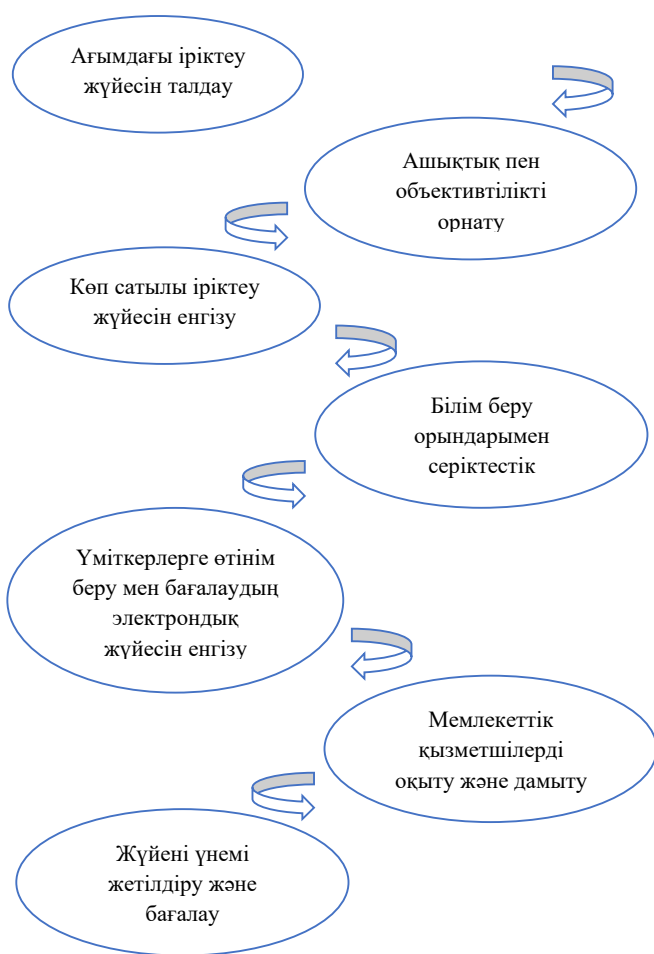 Ағымдағы іріктеу
жүйесін талдау
Ашықтық пен
объективтілікті
орнату
Көп сатылы іріктеу
жүйесін енгізу
Білім беру
орындарымен
серіктестік
Үміткерлерге өтінім
беру мен бағалаудың
электрондық
жүйесін енгізу
Мемлекеттік
қызметшілерді
оқыту және дамыту
Жүйені үнемі
жетілдіру және
бағалау